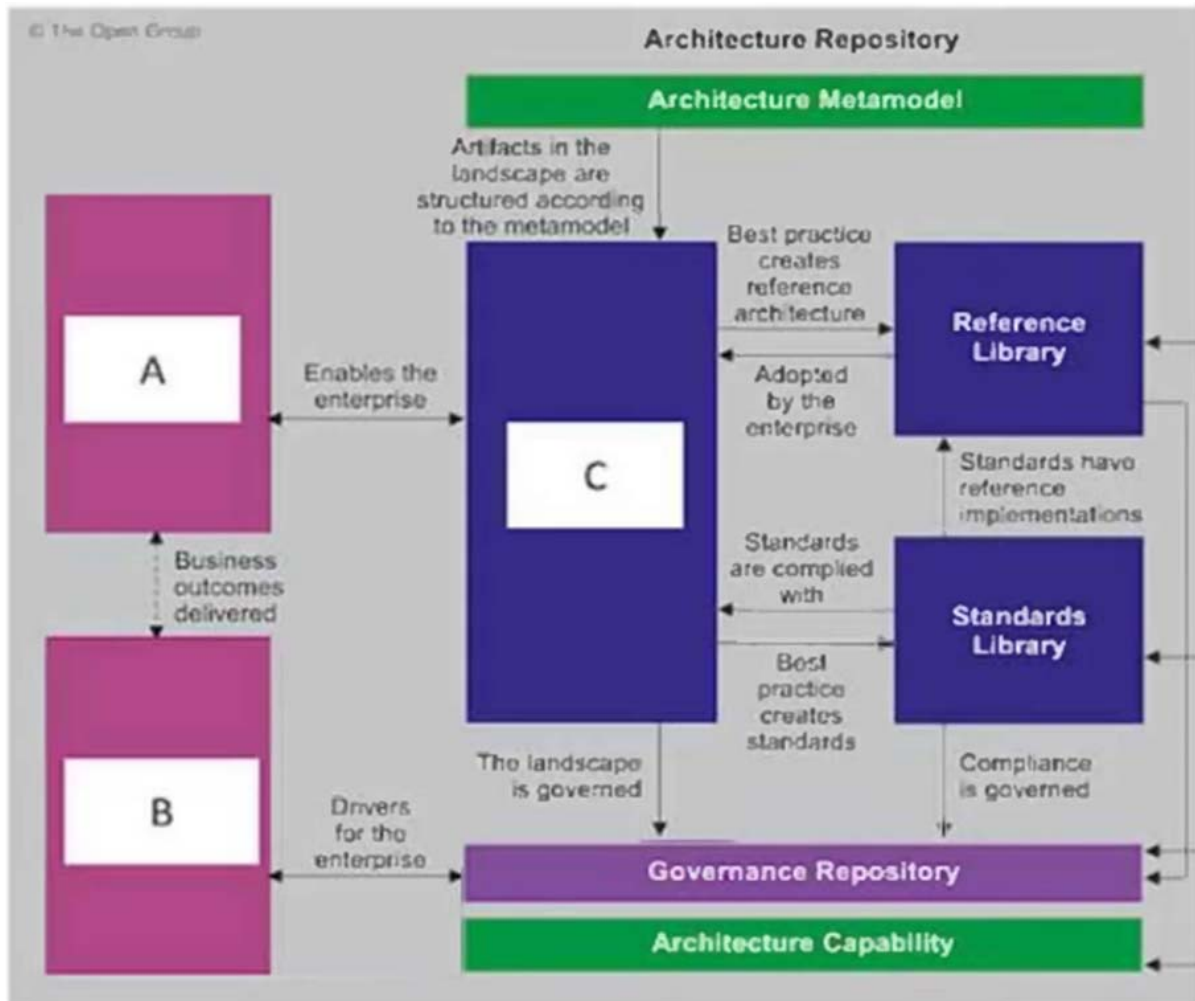 © The Open Group
Architecture Repository
Architecture Metamodel
Artifacts in the
landscape are
structured according
to the metamodel
A
Enables the
enterprise
Best practice
creates
reference
architecture
Reference
Library
Adopted
by the
enterprise
C
Standards have
reference
implementations
Business
outcomes
delivered
Standards
are complied
with
Standards
Library
Best
practice
creates
standards
B
The landscape
is governed
Compliance
is governed
Drivers
for the
enterprise
Governance Repository
Architecture Capability